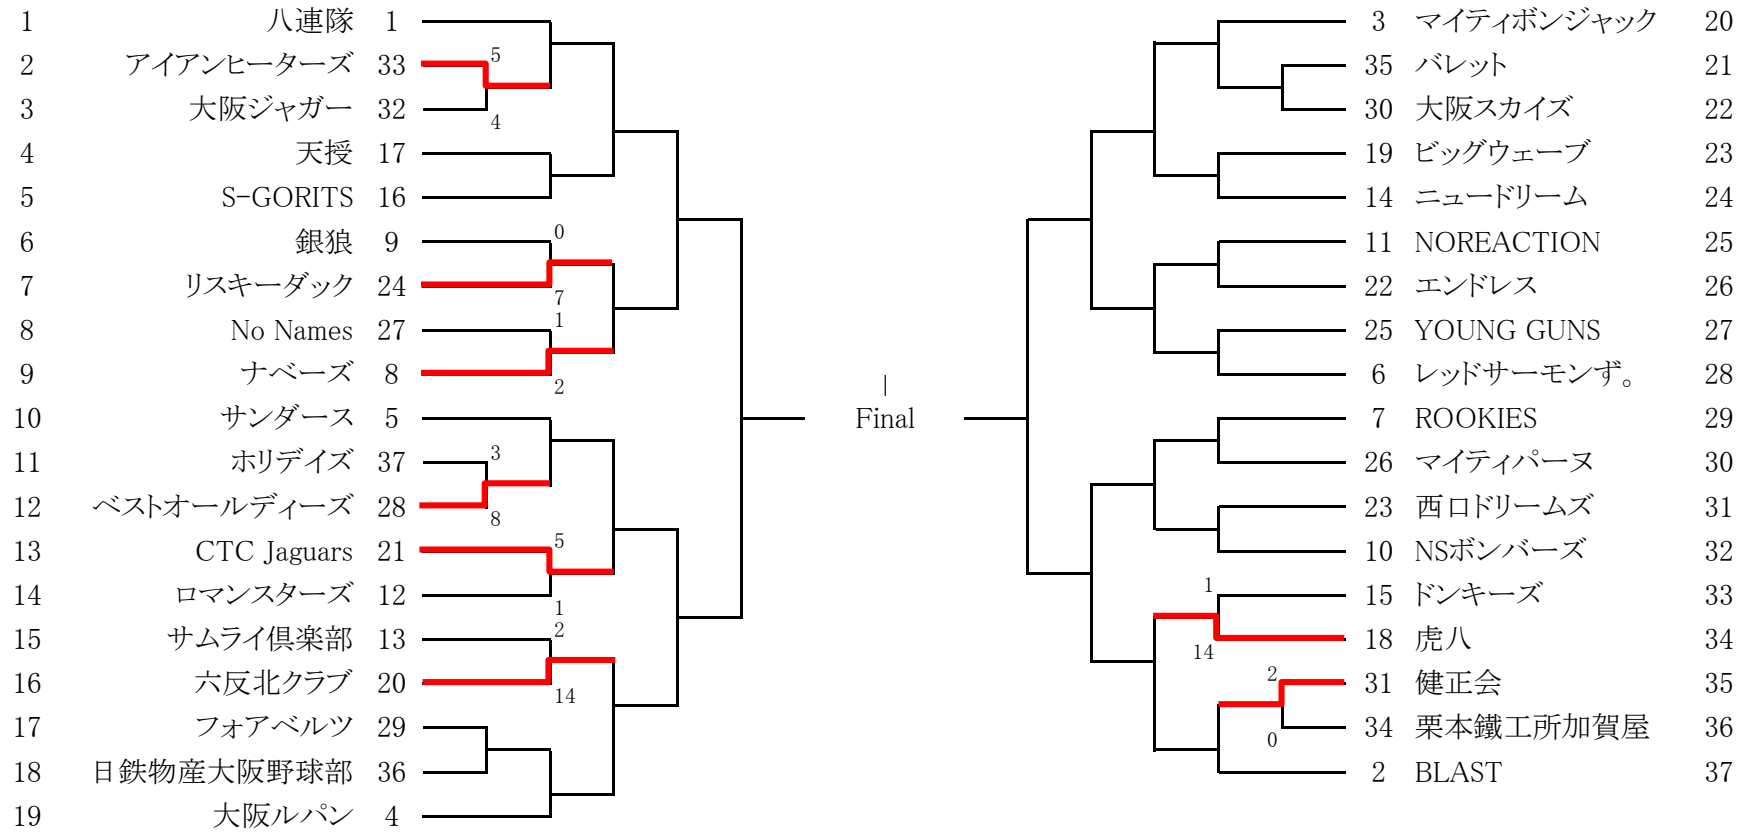 1 八連隊 1 3 マイティボンジャック 20
2 アイアンヒーターズ 33 5 35 バレット 21
3 大阪ジャガー 32 4 30 大阪スカイズ 22
4 天授 17 19 ビッグウェーブ 23
5 S-GORITS 16 14 ニュードリーム 24
6 銀狼 9 0 11 NOREACTION 25
7 リスキーダック 24 7 22 エンドレス 26
8 No Names 27 1 25 YOUNG GUNS 27
9 ナベーズ 8 2 6 レッドサーモンず。 28
|
10 サンダース 5 Final 7 ROOKIES 29
11 ホリデイズ 37 3 26 マイティパーヌ 30
12 ベストオールディーズ 28 8 23 西口ドリームズ 31
13 CTC Jaguars 21 5 10 NSボンバーズ 32
14 ロマンスターズ 12 1 1 15 ドンキーズ 33
15 サムライ倶楽部 13 2 14 18 虎八 34
16 六反北クラブ 20 14 2 31 健正会 35
17 フォアベルツ 29 0 34 栗本鐵工所加賀屋 36
18 日鉄物産大阪野球部 36 2 BLAST 37
19 大阪ルパン 4